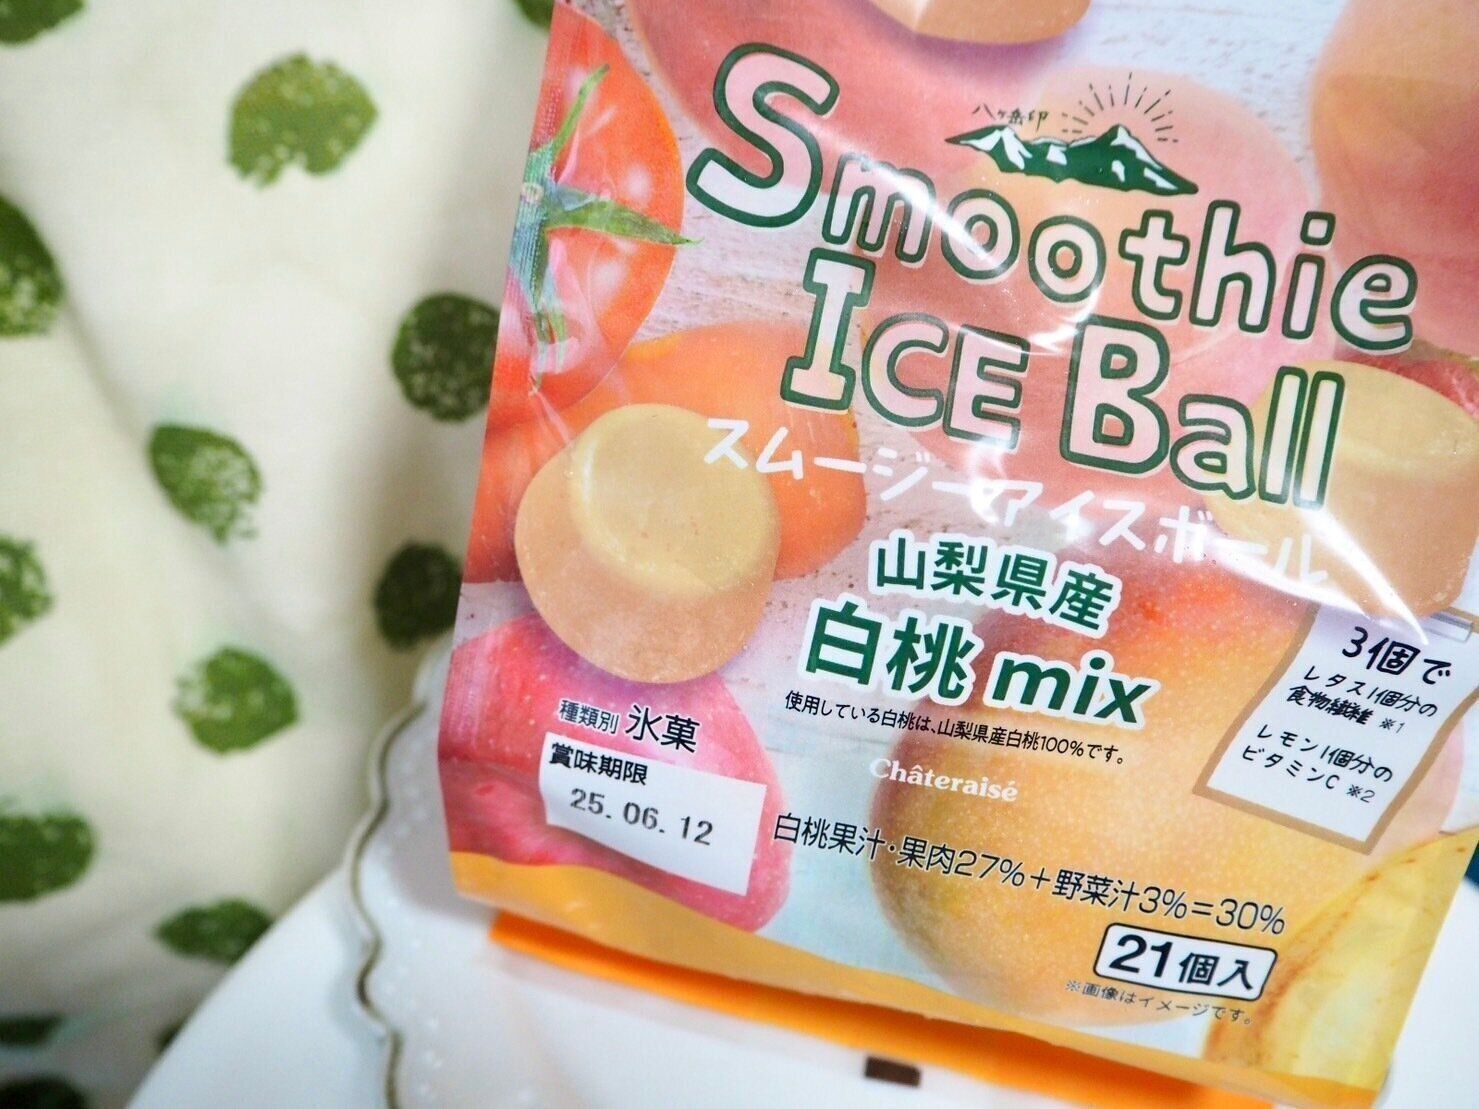 八ヶ岳印
Smoothie
ICE Ball
スムージーアイスボール
山梨県産
白桃 mix
使用している白桃は、山梨県産白桃100%です。
3個で
レタス1個分の
食物繊維 ※1
レモン1個分の
ビタミンC ※2
種類別 氷菓
賞味期限
25.06.12
Châteraisé
白桃果汁・果肉27%+野菜汁3%=30%
21個入
※画像はイメージです。